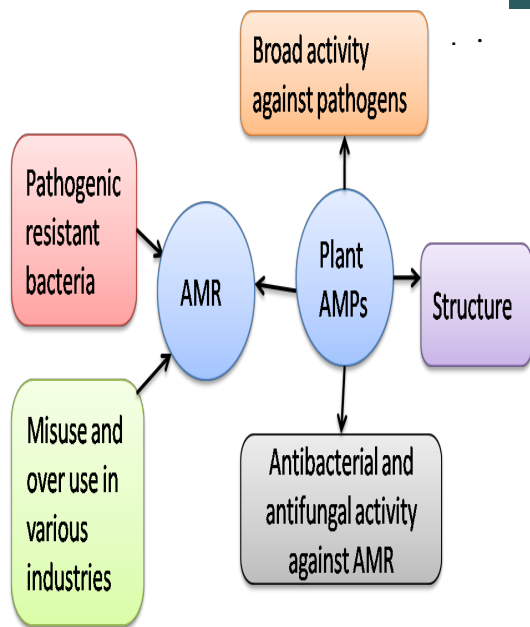 Broad activity
against pathogens
Pathogenic
resistant
bacteria
AMR
Plant
AMPs
Structure
Misuse and
over use in
various
industries
Antibacterial and
antifungal activity
against AMR